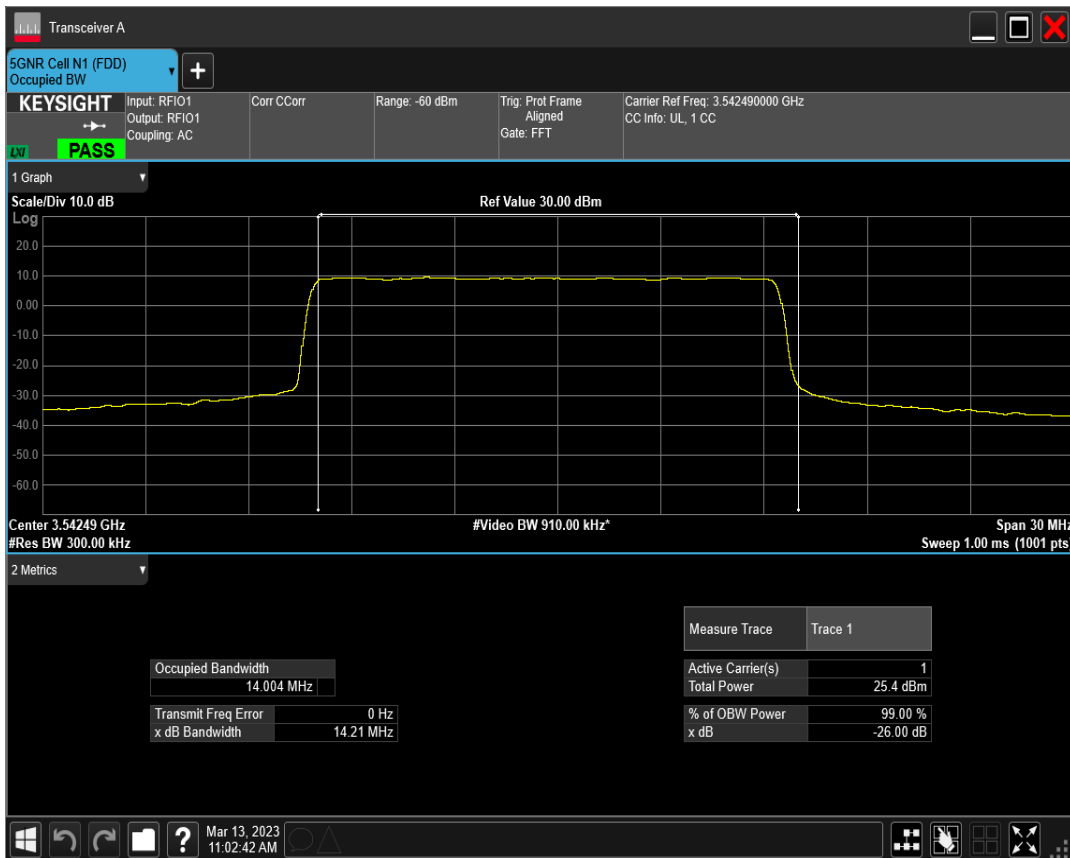 Transceiver A
5GNR Cell N1 (FDD)
Occupied BW
KEYSIGHT
LXI
PASS
Input: RFIO1
Output: RFIO1
Coupling: AC
Corr CCorr
Range: -60 dBm
Trig: Prot Frame
Aligned
Gate: FFT
Carrier Ref Freq: 3.542490000 GHz
CC Info: UL, 1 CC
1 Graph
Scale/Div 10.0 dB
Ref Value 30.00 dBm
Log
20.0
10.0
0.00
-10.0
-20.0
-30.0
-40.0
-50.0
-60.0
Center 3.54249 GHz
#Video BW 910.00 kHz*
Span 30 MHz
#Res BW 300.00 kHz
Sweep 1.00 ms (1001 pts)
2 Metrics
Measure Trace Trace 1
Occupied Bandwidth
14.004 MHz
Active Carrier(s) 1
Total Power 25.4 dBm
Transmit Freq Error 0 Hz
x dB Bandwidth 14.21 MHz
% of OBW Power 99.00 %
x dB -26.00 dB
?
Mar 13, 2023
11:02:42 AM